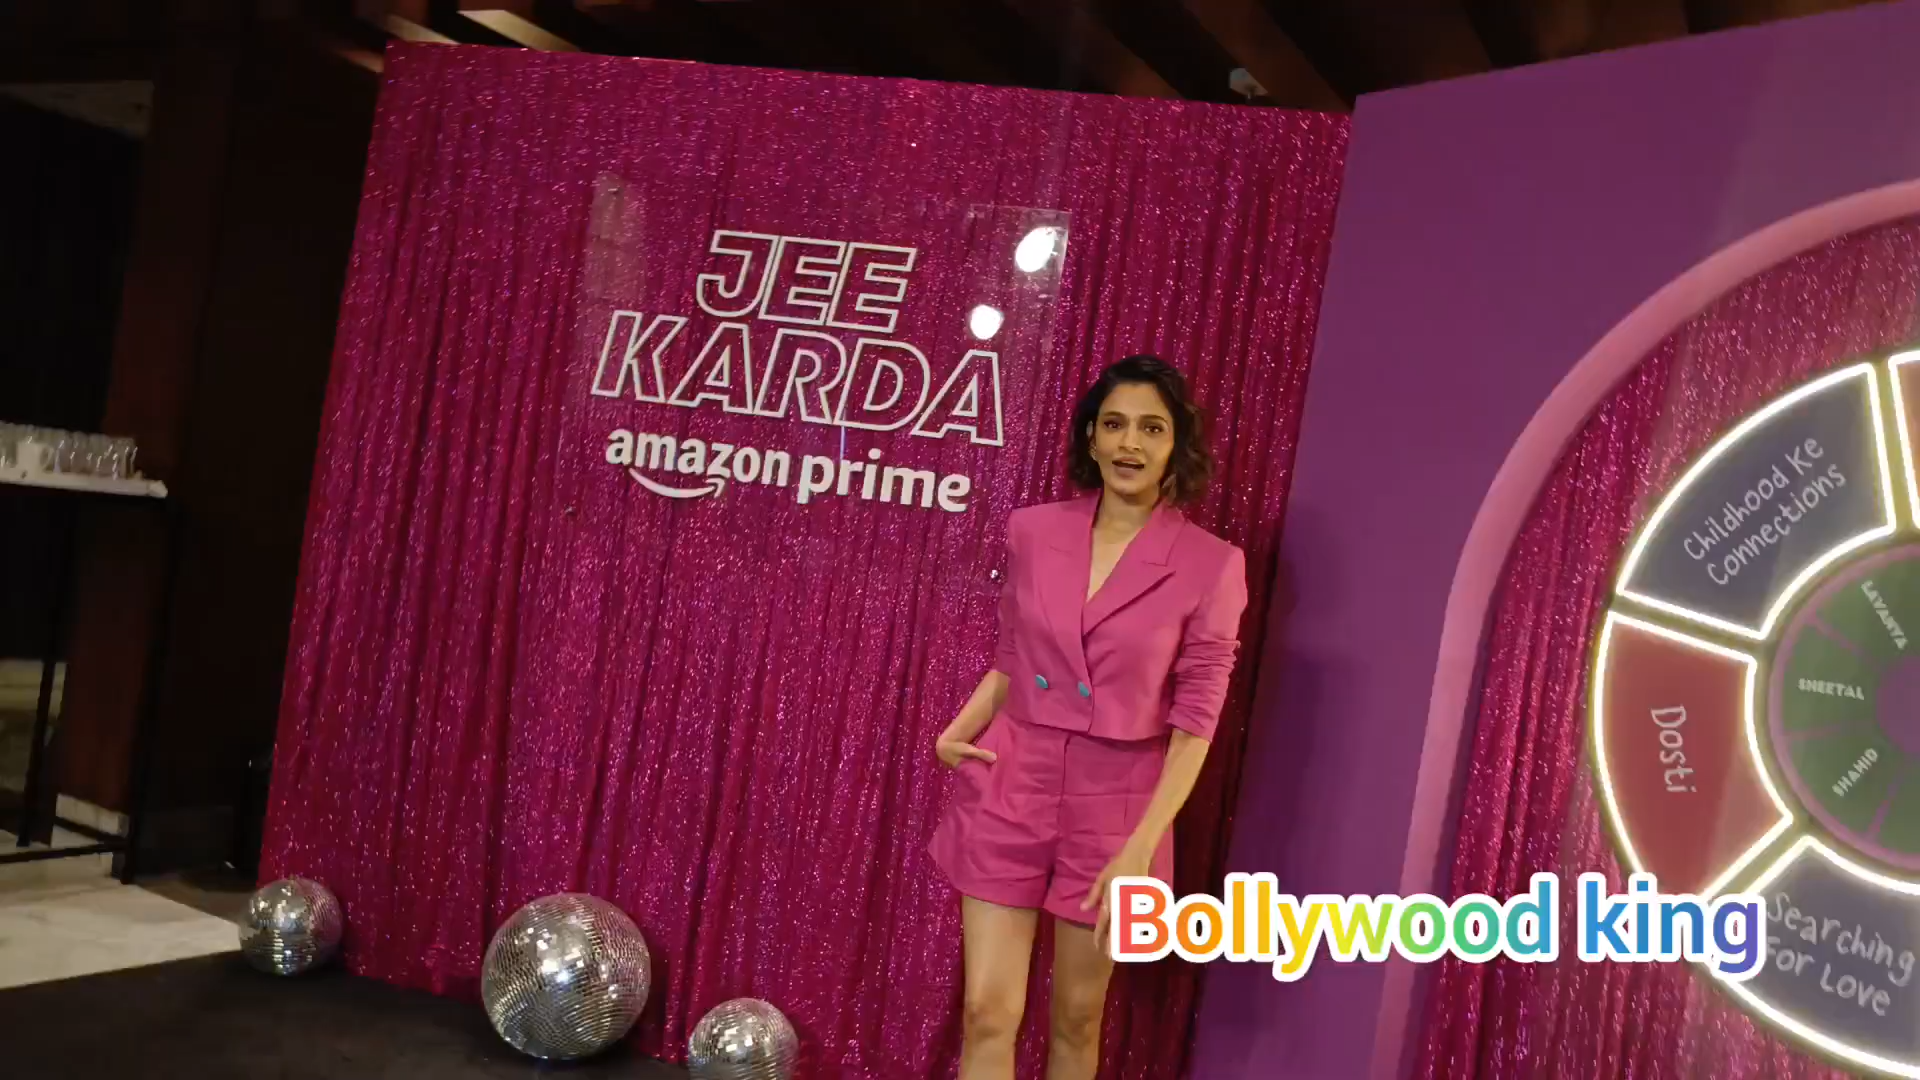 JEE
KARDA
amazon prime
Childhood Ke
Connections
LAVANYA
SHEETAL
SHAHID
Dosti
Searching
For Love
Bollywood king